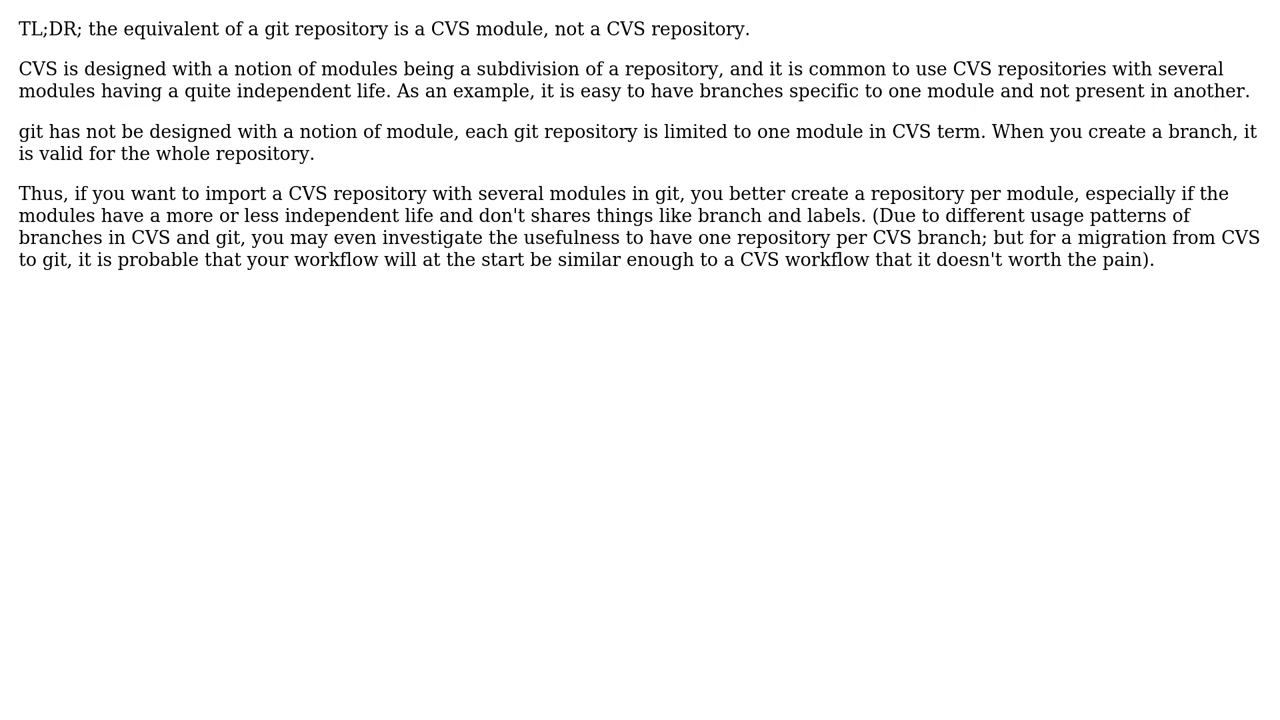 TL;DR; the equivalent of a git repository is a CVS module, not a CVS repository.
CVS is designed with a notion of modules being a subdivision of a repository, and it is common to use CVS repositories with several
modules having a quite independent life. As an example, it is easy to have branches specific to one module and not present in another.
git has not be designed with a notion of module, each git repository is limited to one module in CVS term. When you create a branch, it
is valid for the whole repository.
Thus, if you want to import a CVS repository with several modules in git, you better create a repository per module, especially if the
modules have a more or less independent life and don't shares things like branch and labels. (Due to different usage patterns of
branches in CVS and git, you may even investigate the usefulness to have one repository per CVS branch; but for a migration from CVS
to git, it is probable that your workflow will at the start be similar enough to a CVS workflow that it doesn't worth the pain).